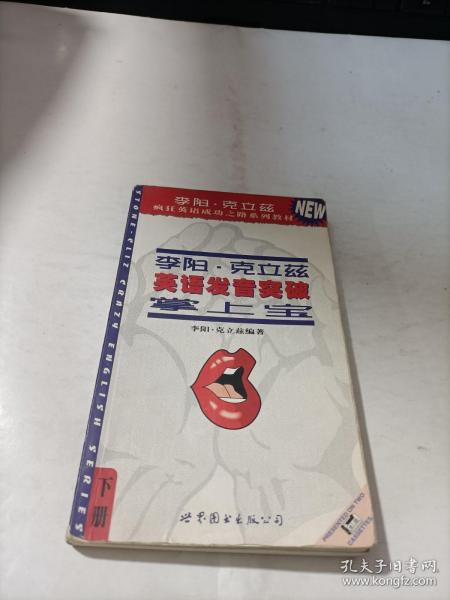 李阳·克立兹
疯狂英语成功之路系列教材
NEW
李阳·克立兹
英语发音突破
掌上宝
李阳·克立兹编著
STONE·CLIZ CRAZY ENGLISH SERIES
下册
世界图书出版公司
PRESENTED ON TWO
CASSETTES
孔夫子旧书网
www.kongfz.com